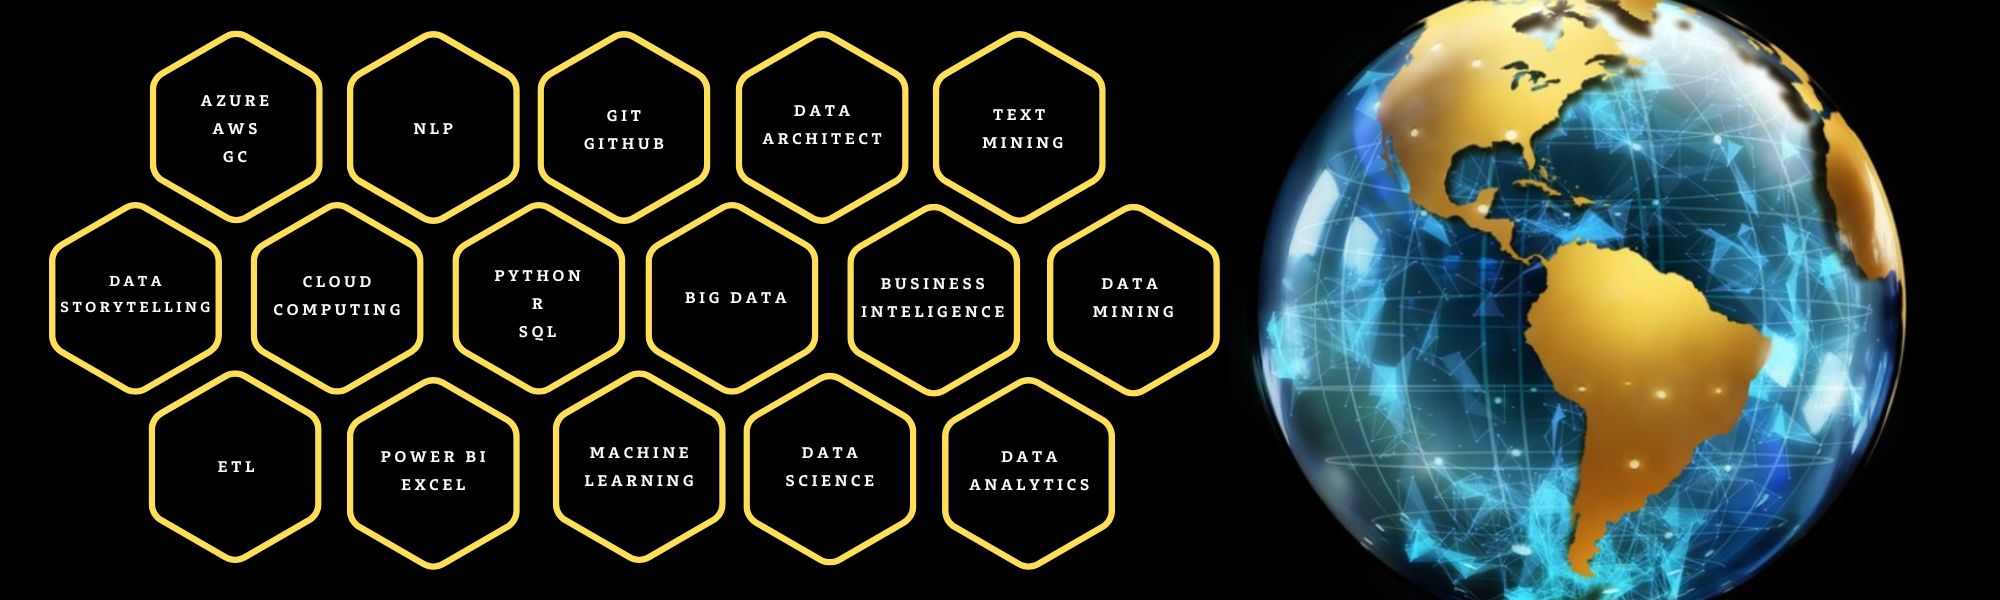 AZURE
AWS
GC
NLP
GIT
GITHUB
DATA
ARCHITECT
TEXT
MINING
DATA
STORYTELLING
CLOUD
COMPUTING
PYTHON
R
SQL
BIG DATA
BUSINESS
INTELIGENCE
DATA
MINING
ETL
POWER BI
EXCEL
MACHINE
LEARNING
DATA
SCIENCE
DATA
ANALYTICS